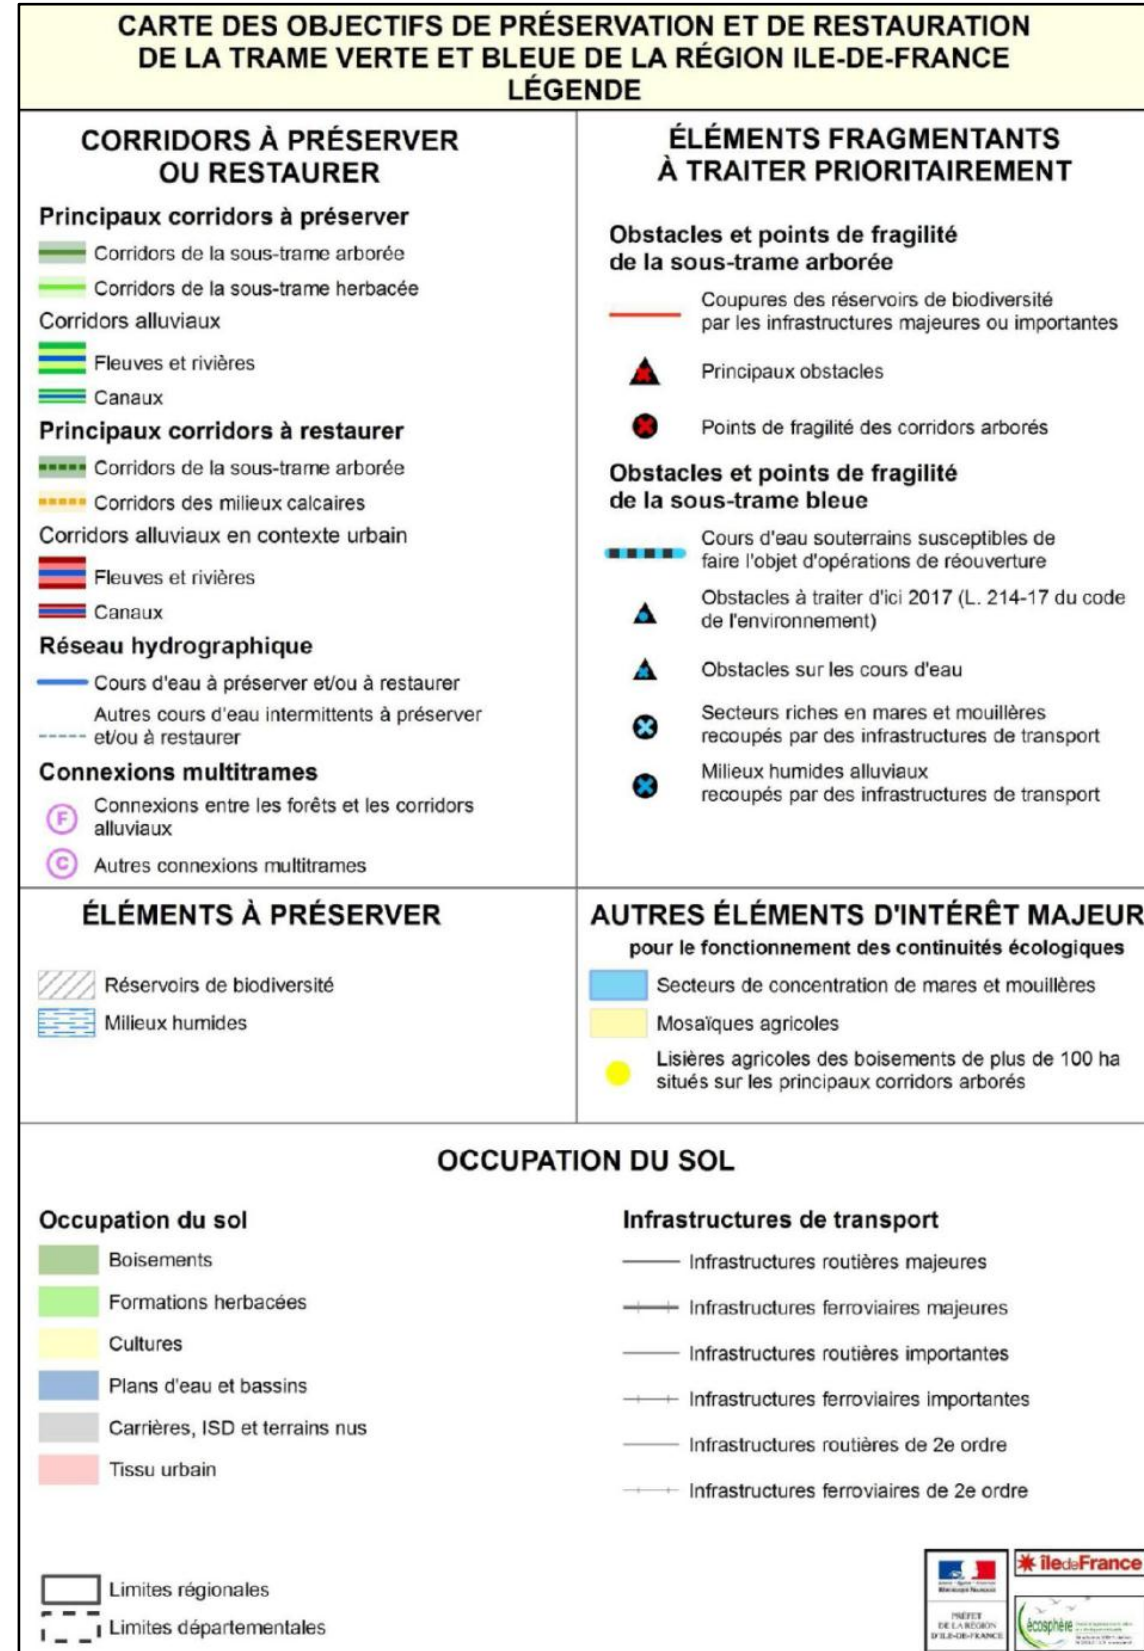 CARTE DES OBJECTIFS DE PRÉSERVATION ET DE RESTAURATION
DE LA TRAME VERTE ET BLEUE DE LA RÉGION ILE-DE-FRANCE
LÉGENDE
CORRIDORS À PRÉSERVER
OU RESTAURER
Principaux corridors à préserver
Corridors de la sous-trame arborée
Corridors de la sous-trame herbacée
Corridors alluviaux
Fleuves et rivières
Canaux
Principaux corridors à restaurer
Corridors de la sous-trame arborée
Corridors des milieux calcaires
Corridors alluviaux en contexte urbain
Fleuves et rivières
Canaux
Réseau hydrographique
Cours d'eau à préserver et/ou à restaurer
Autres cours d'eau intermittents à préserver
et/ou à restaurer
Connexions multitrames
F
Connexions entre les forêts et les corridors
alluviaux
C
Autres connexions multitrames
ÉLÉMENTS FRAGMENTANTS
À TRAITER PRIORITAIREMENT
Obstacles et points de fragilité
de la sous-trame arborée
Coupures des réservoirs de biodiversité
par les infrastructures majeures ou importantes
Principaux obstacles
Points de fragilité des corridors arborés
Obstacles et points de fragilité
de la sous-trame bleue
Cours d'eau souterrains susceptibles de
faire l'objet d'opérations de réouverture
Obstacles à traiter d'ici 2017 (L. 214-17 du code
de l'environnement)
Obstacles sur les cours d'eau
Secteurs riches en mares et mouillères
recoupés par des infrastructures de transport
Milieux humides alluviaux
recoupés par des infrastructures de transport
ÉLÉMENTS À PRÉSERVER
Réservoirs de biodiversité
Milieux humides
AUTRES ÉLÉMENTS D'INTÉRÊT MAJEUR
pour le fonctionnement des continuités écologiques
Secteurs de concentration de mares et mouillères
Mosaïques agricoles
Lisières agricoles des boisements de plus de 100 ha
situés sur les principaux corridors arborés
OCCUPATION DU SOL
Occupation du sol
Boisements
Formations herbacées
Cultures
Plans d'eau et bassins
Carrières, ISD et terrains nus
Tissu urbain
Infrastructures de transport
Infrastructures routières majeures
Infrastructures ferroviaires majeures
Infrastructures routières importantes
Infrastructures ferroviaires importantes
Infrastructures routières de 2e ordre
Infrastructures ferroviaires de 2e ordre
Limites régionales
Limites départementales
PRÉFET
DE LA RÉGION
D'ILE-DE-FRANCE
îledeFrance
écosphère